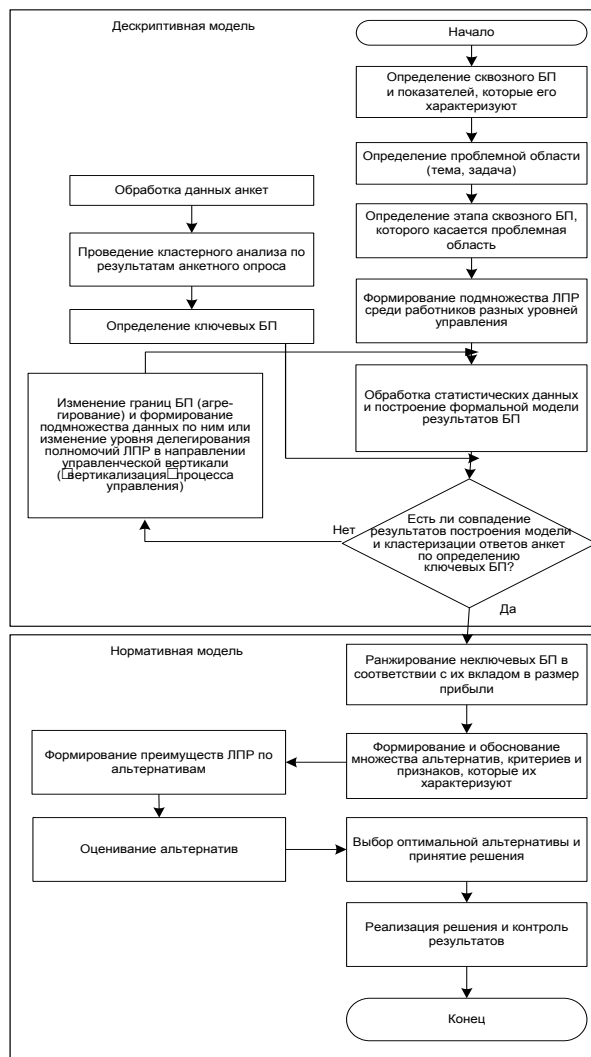 Дескриптивная модель
Начало
Определение сквозного БП
и показателей, которые его
характеризуют
Определение проблемной области
(тема, задача)
Определение этапа сквозного БП,
которого касается проблемная
область
Формирование подмножества ЛПР
среди работников разных уровней
управления
Обработка данных анкет
Проведение кластерного анализа по
результатам анкетного опроса
Определение ключевых БП
Изменение границ БП (агре-
гирование) и формирование
подмножества данных по ним или
изменение уровня делегирования
полномочий ЛПР в направлении
управленческой вертикали
(□вертикализация□процесса
управления)
Обработка статистических данных
и построение формальной модели
результатов БП
Есть ли совпадение
результатов построения модели
и кластеризации ответов анкет
по определению
ключевых БП?
Нет
Да
Нормативная модель
Ранжирование неключевых БП в
соответствии с их вкладом в размер
прибыли
Формирование и обоснование
множества альтернатив, критериев и
признаков, которые их
характеризуют
Формирование преимуществ ЛПР по
альтернативам
Оценивание альтернатив
Выбор оптимальной альтернативы и
принятие решения
Реализация решения и контроль
результатов
Конец